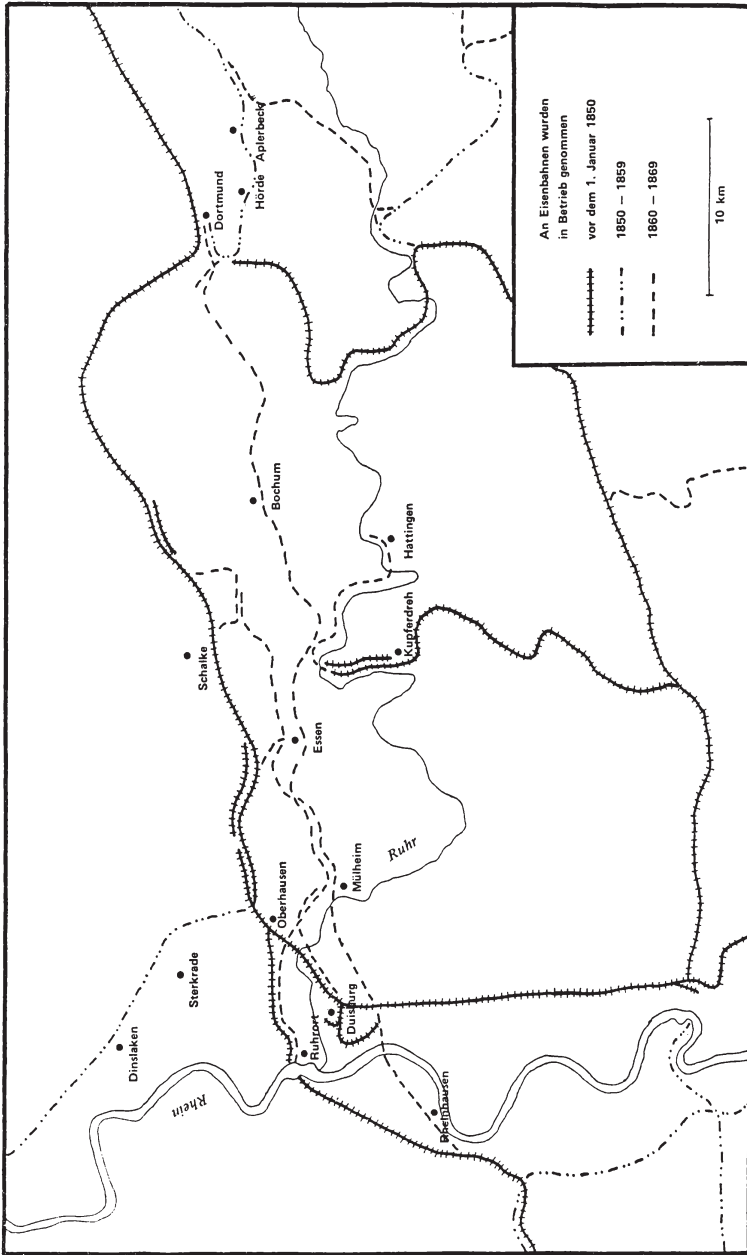 Dinslaken
Sterkrade
Schalke
Dortmund
Aplerbeck
Hörde
Bochum
Oberhausen
Essen
Ruhrort
Duisburg
Mülheim
Hattingen
Kupferdreh
Rheinhausen
Rhein
Ruhr
An Eisenbahnen wurden
in Betrieb genommen
vor dem 1. Januar 1850
1850 – 1859
1860 – 1869
10 km